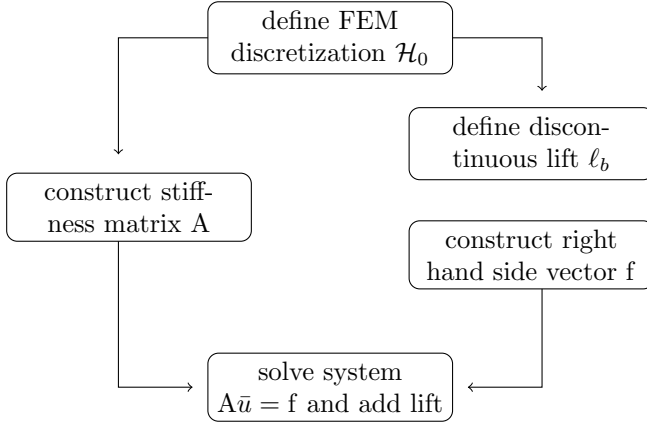 define FEM
discretization ℋ₀
define discon-
tinuous lift ℓ_b
construct stiff-
ness matrix A
construct right
hand side vector f
solve system
Aū = f and add lift